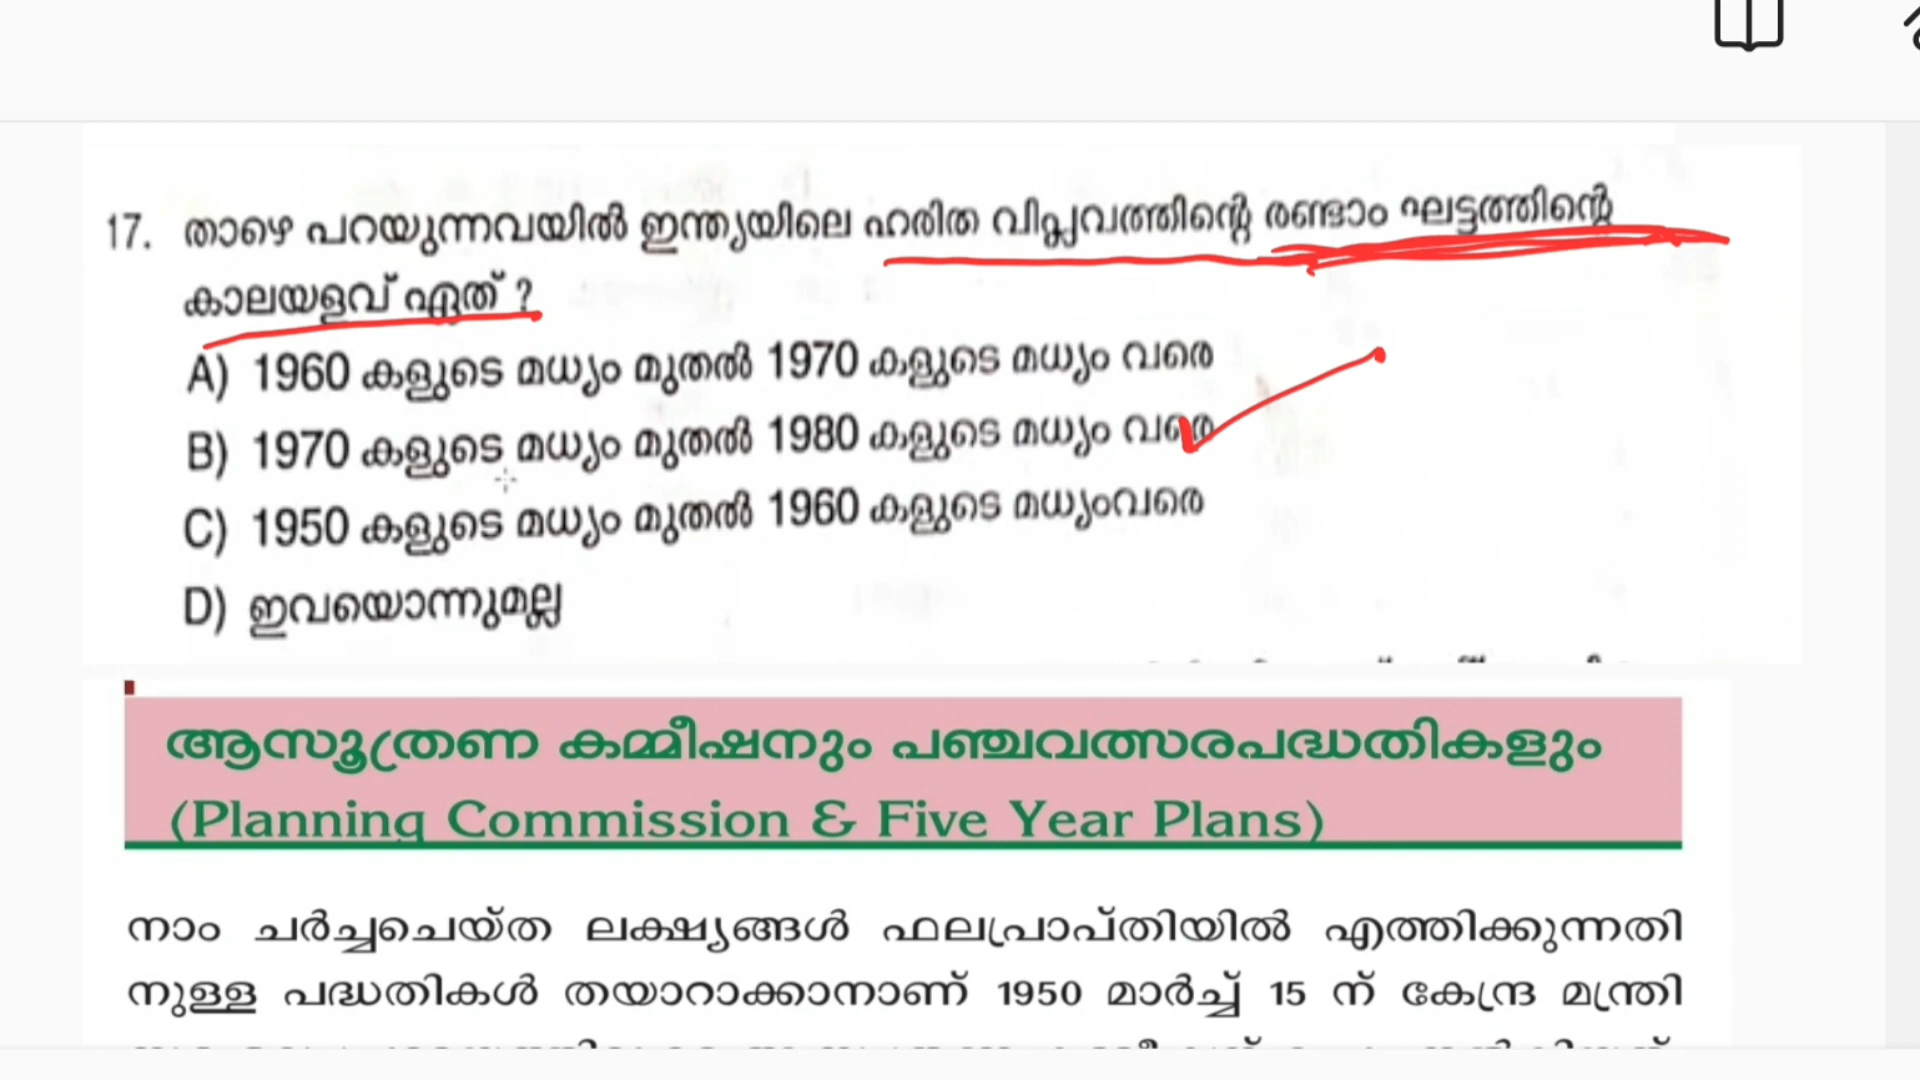 17. താഴെ പറയുന്നവയിൽ ഇന്ത്യയിലെ ഹരിത വിപ്ലവത്തിന്റെ രണ്ടാം ഘട്ടത്തിന്റെ
കാലയളവ് ഏത് ?
A) 1960 കളുടെ മധ്യം മുതൽ 1970 കളുടെ മധ്യം വരെ
B) 1970 കളുടെ മധ്യം മുതൽ 1980 കളുടെ മധ്യം വരെ
C) 1950 കളുടെ മധ്യം മുതൽ 1960 കളുടെ മധ്യംവരെ
D) ഇവയൊന്നുമല്ല
ആസൂത്രണ കമ്മീഷനും പഞ്ചവത്സരപദ്ധതികളും
(Planning Commission & Five Year Plans)
നാം ചർച്ചചെയ്ത ലക്ഷ്യങ്ങൾ ഫലപ്രാപ്തിയിൽ എത്തിക്കുന്നതി
നുള്ള പദ്ധതികൾ തയാറാക്കാനാണ് 1950 മാർച്ച് 15 ന് കേന്ദ്ര മന്ത്രി